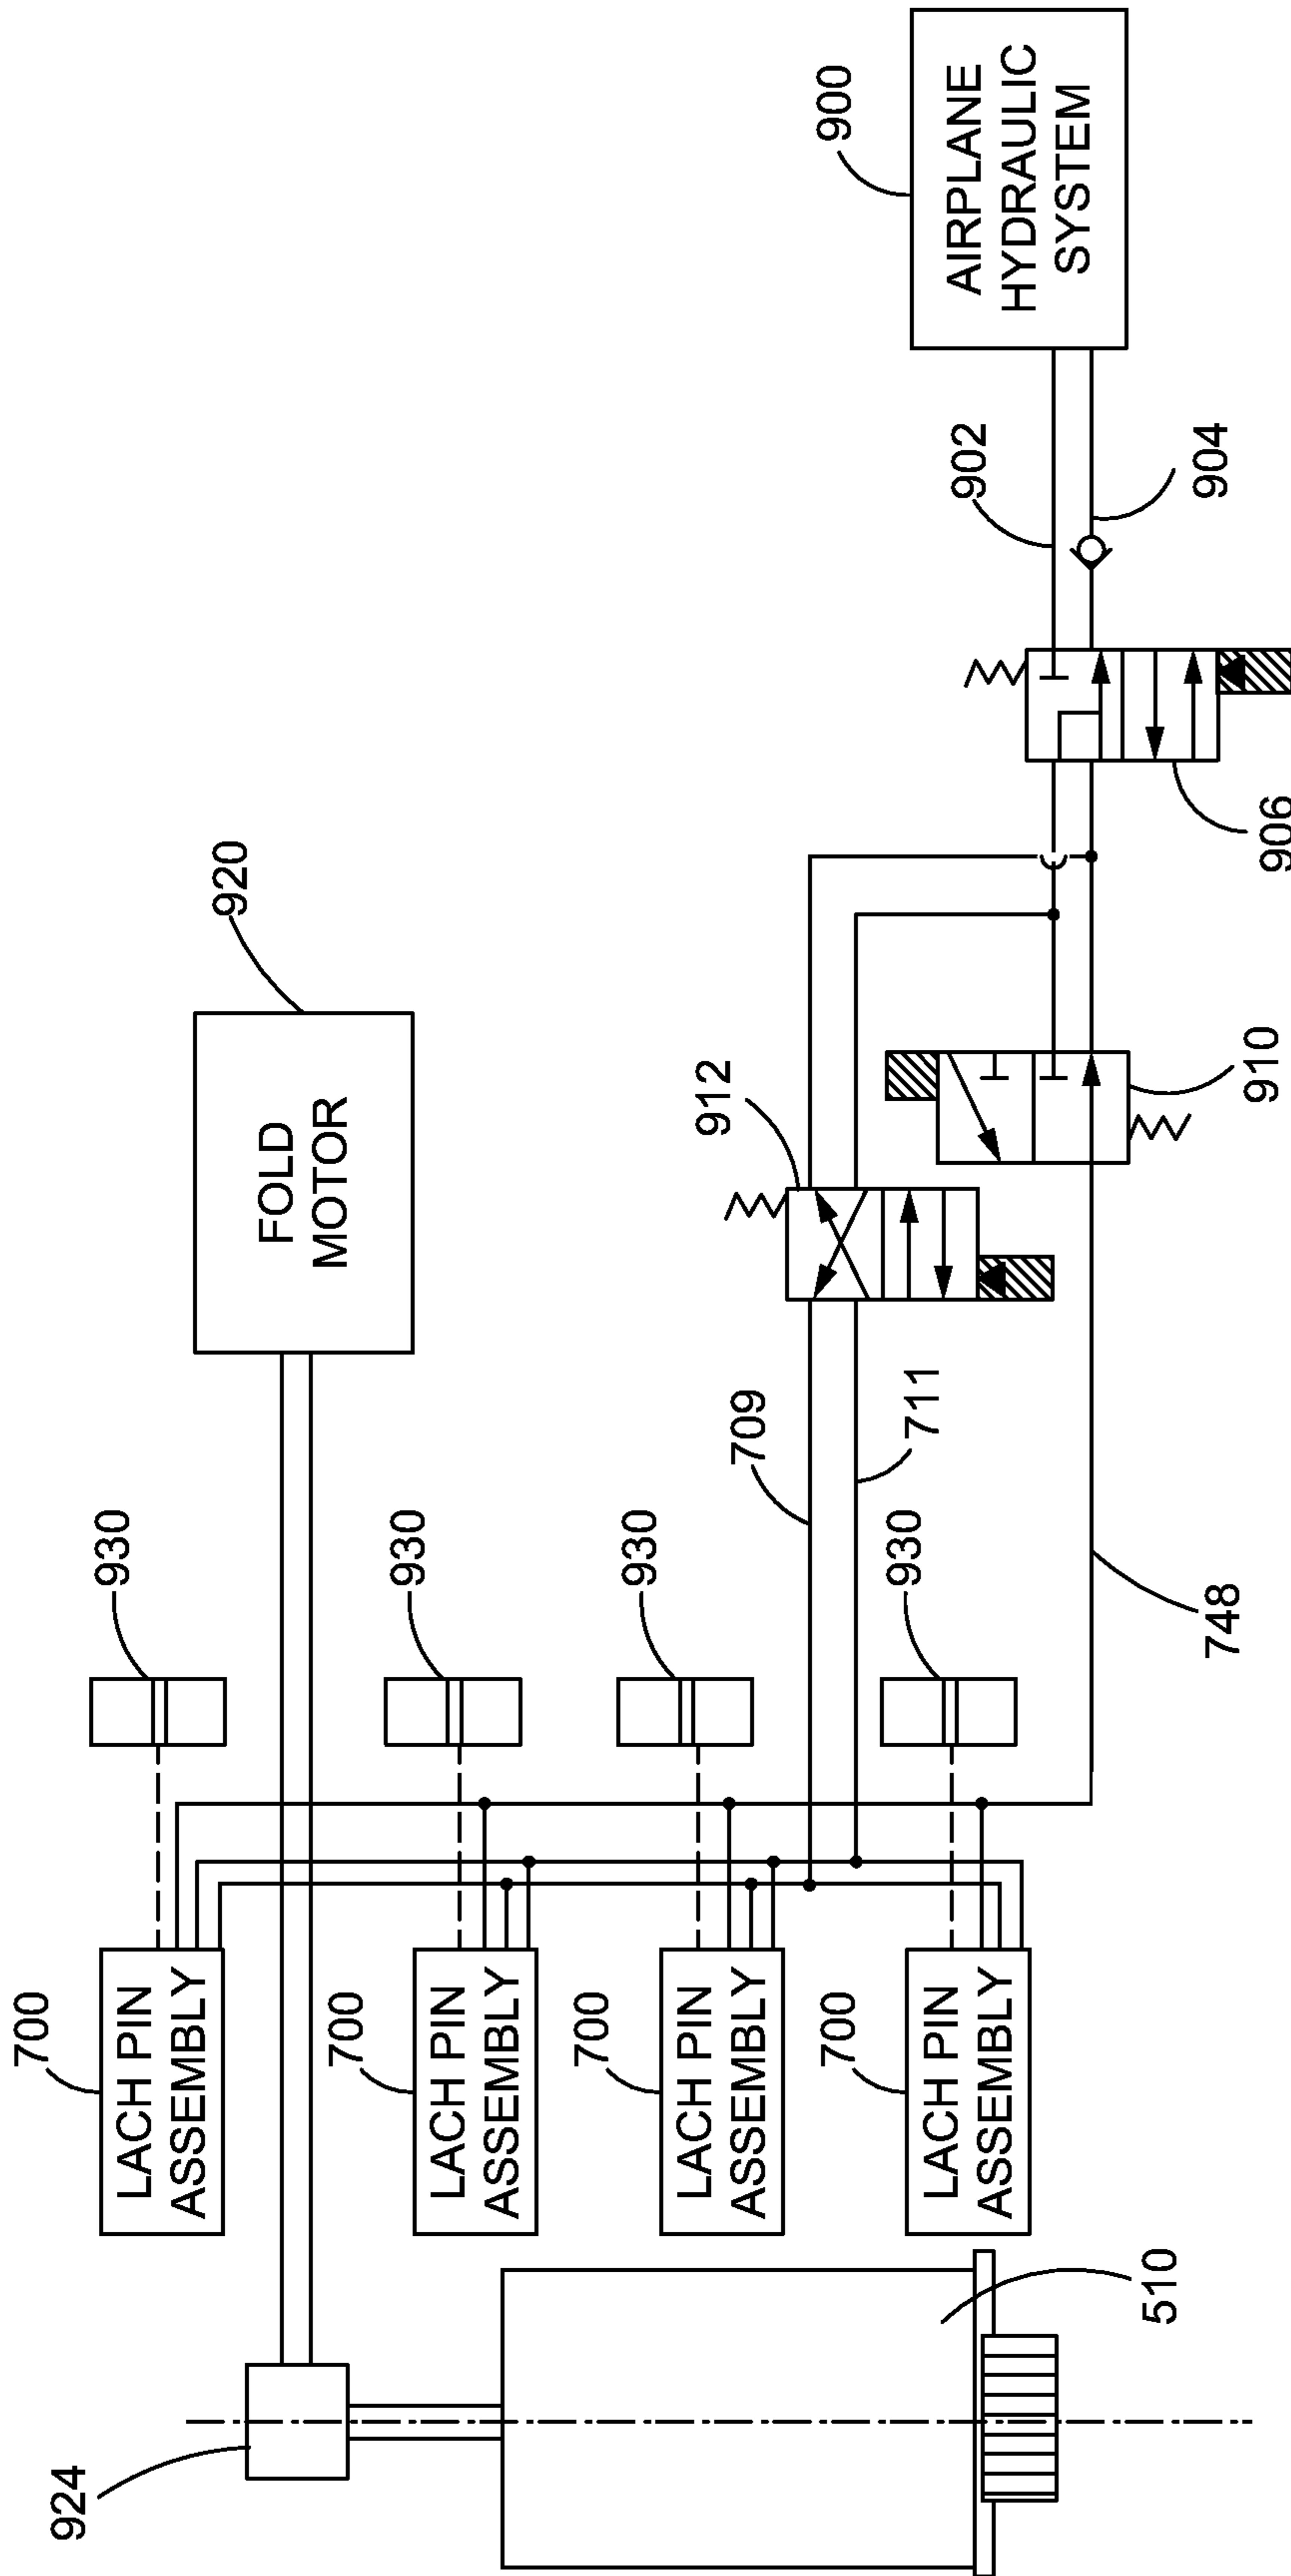 900
AIRPLANE
HYDRAULIC
SYSTEM
902
904
906
920
FOLD
MOTOR
912
910
709
711
748
930
930
930
930
700
LACH PIN
ASSEMBLY
700
LACH PIN
ASSEMBLY
700
LACH PIN
ASSEMBLY
700
LACH PIN
ASSEMBLY
924
510